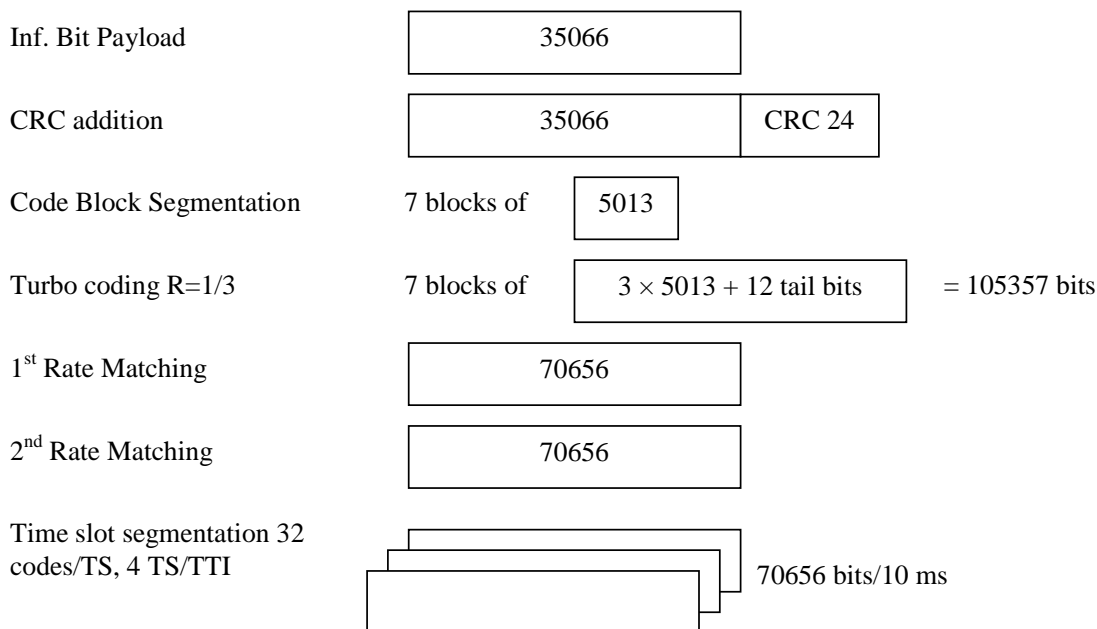 Inf. Bit Payload 35066
CRC addition 35066 CRC 24
Code Block Segmentation 7 blocks of 5013
Turbo coding R=1/3 7 blocks of 3 × 5013 + 12 tail bits = 105357 bits
1st Rate Matching 70656
2nd Rate Matching 70656
Time slot segmentation 32
codes/TS, 4 TS/TTI
70656 bits/10 ms